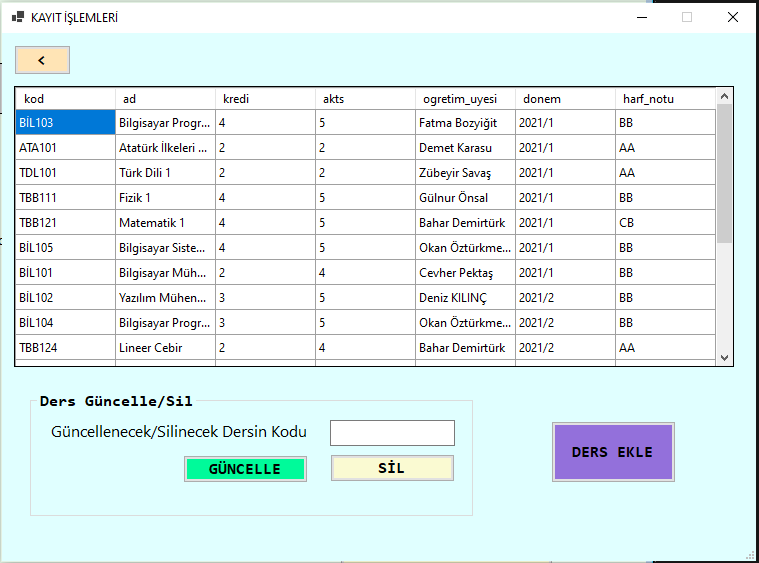 KAYIT İŞLEMLERİ
<
kod ad kredi akts ogretim_uyesi donem harf_notu
BİL103 Bilgisayar Progr... 4 5 Fatma Bozyiğit 2021/1 BB
ATA101 Atatürk İlkeleri ... 2 2 Demet Karasu 2021/1 AA
TDL101 Türk Dili 1 2 2 Zübeyir Savaş 2021/1 AA
TBB111 Fizik 1 4 5 Gülnur Önsal 2021/1 BB
TBB121 Matematik 1 4 5 Bahar Demirtürk 2021/1 CB
BİL105 Bilgisayar Siste... 4 5 Okan Öztürkme... 2021/1 BB
BİL101 Bilgisayar Müh... 2 4 Cevher Pektaş 2021/1 BB
BİL102 Yazılım Mühen... 3 5 Deniz KILINÇ 2021/2 BB
BİL104 Bilgisayar Progr... 3 5 Okan Öztürkme... 2021/2 BB
TBB124 Lineer Cebir 2 4 Bahar Demirtürk 2021/2 AA
Ders Güncelle/Sil
Güncellenecek/Silinecek Dersin Kodu
GÜNCELLE SİL
DERS EKLE